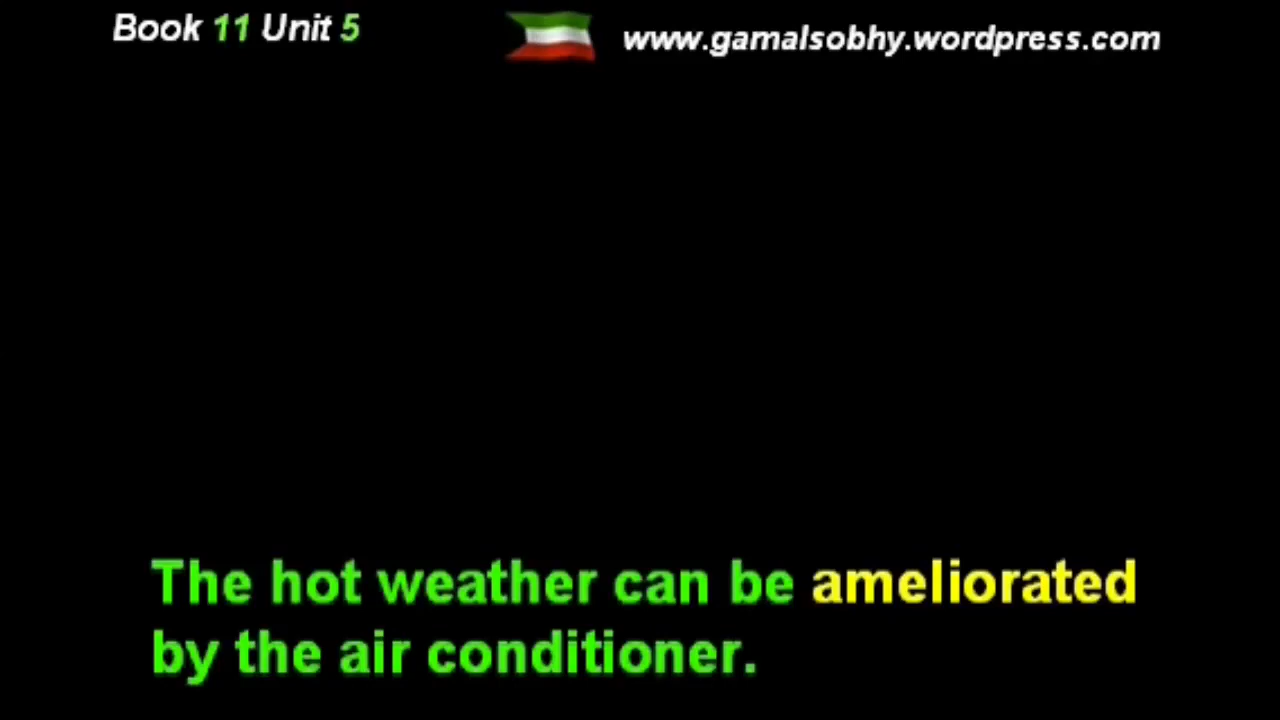 Book 11 Unit 5
www.gamalsobhy.wordpress.com
The hot weather can be ameliorated
by the air conditioner.